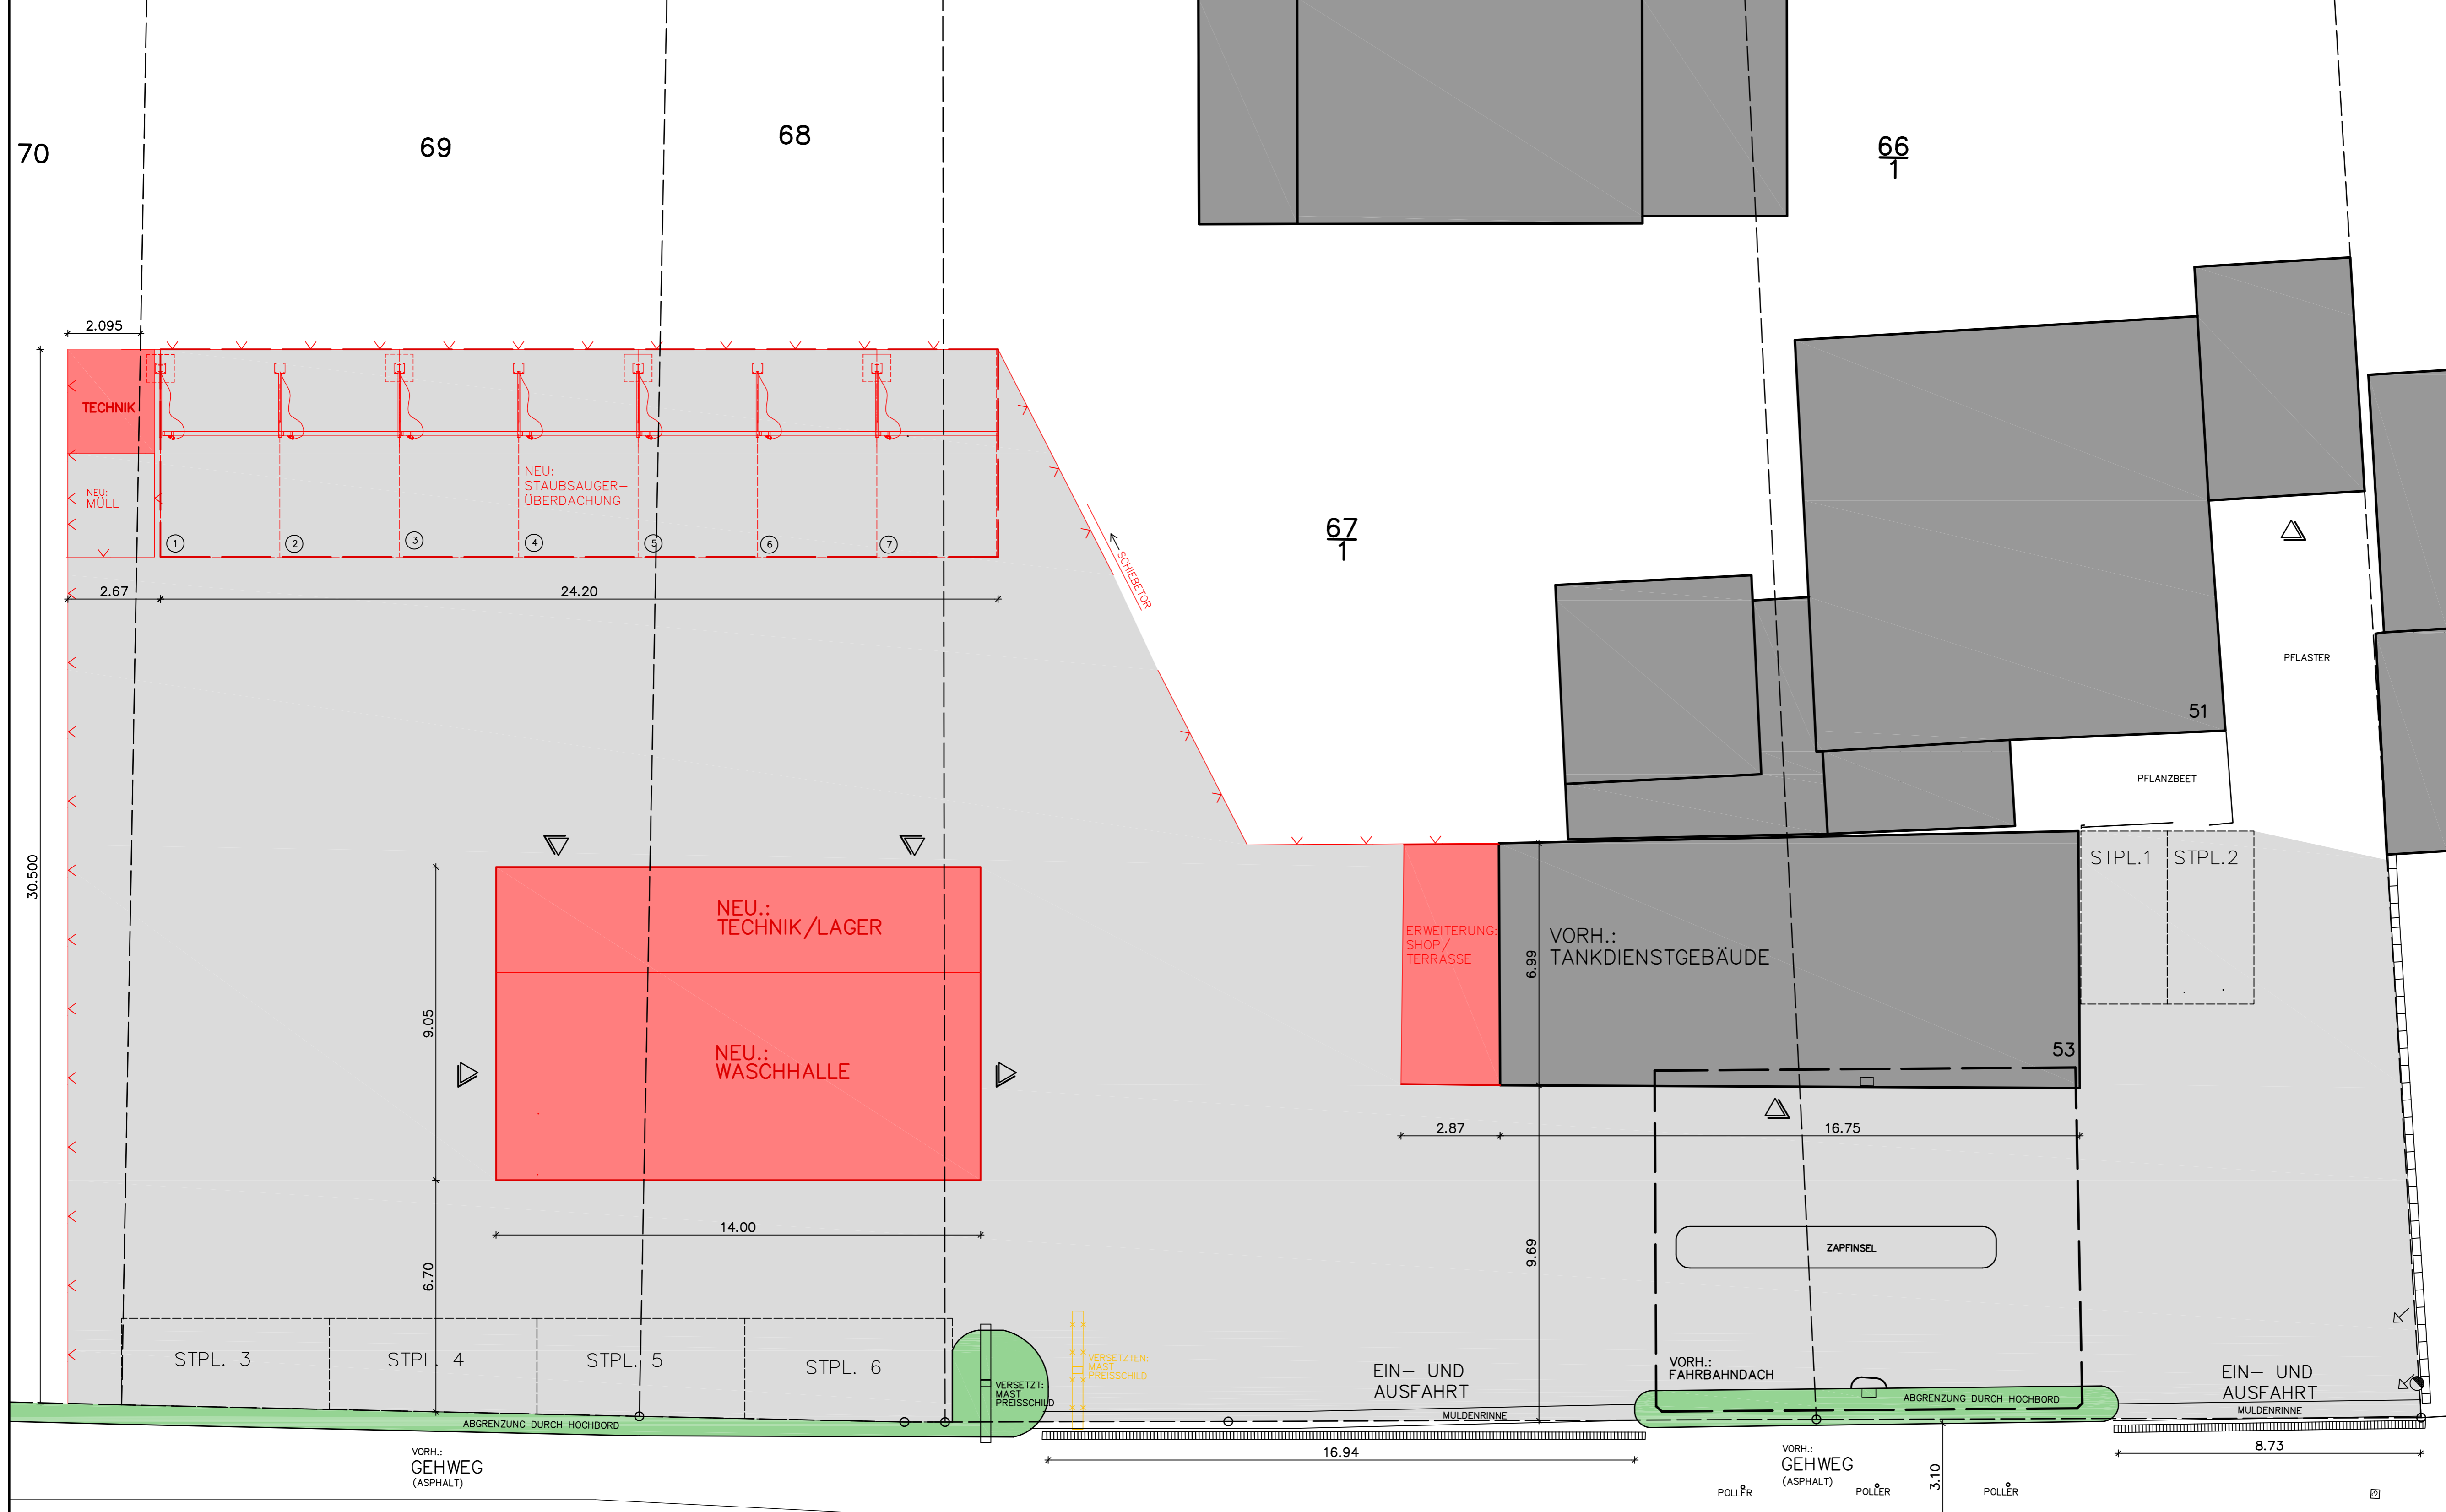 70
69
68
66
1
2.095
TECHNIK
NEU:
MÜLL
NEU:
STAUBSAUGER-
ÜBERDACHUNG
1
2
3
4
5
6
7
SCHIEBETOR
67
1
2.67
24.20
30.500
PFLASTER
51
PFLANZBEET
STPL.1
STPL.2
NEU.:
TECHNIK/LAGER
NEU.:
WASCHHALLE
9.05
6.70
14.00
ERWEITERUNG:
SHOP/
TERRASSE
VORH.:
TANKDIENSTGEBÄUDE
6.99
53
2.87
16.75
9.69
ZAPFINSEL
STPL. 3
STPL. 4
STPL. 5
STPL. 6
VERSETZT:
MAST
PREISSCHILD
VERSETZTEN:
MAST
PREISSCHILD
EIN- UND
AUSFAHRT
VORH.:
FAHRBAHNDACH
EIN- UND
AUSFAHRT
ABGRENZUNG DURCH HOCHBORD
MULDENRINNE
ABGRENZUNG DURCH HOCHBORD
MULDENRINNE
VORH.:
GEHWEG
(ASPHALT)
16.94
VORH.:
GEHWEG
(ASPHALT)
3.10
8.73
POLLER
POLLER
POLLER